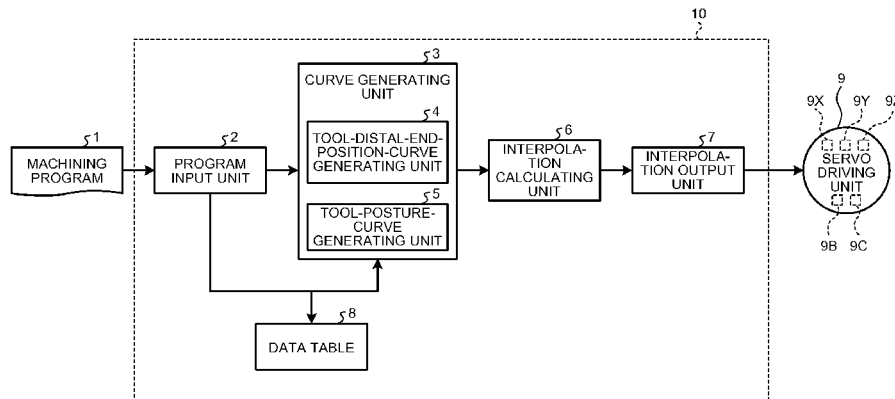 10
3
CURVE GENERATING
UNIT
4
TOOL-DISTAL-END-
POSITION-CURVE
GENERATING UNIT
5
TOOL-POSTURE-
CURVE
GENERATING UNIT
1
MACHINING
PROGRAM
2
PROGRAM
INPUT UNIT
6
INTERPOLA-
TION
CALCULATING
UNIT
7
INTERPOLA-
TION OUTPUT
UNIT
9
9X
9Y
9Z
SERVO
DRIVING
UNIT
9B
9C
8
DATA TABLE